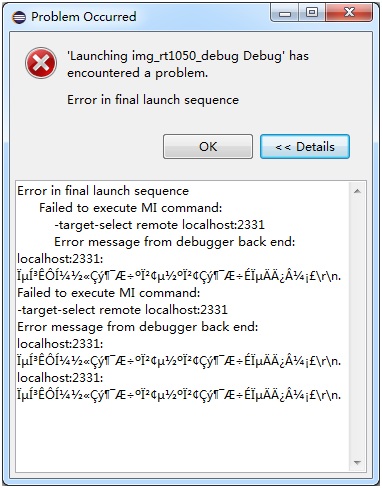 Problem Occurred
'Launching img_rt1050_debug Debug' has
encountered a problem.
Error in final launch sequence
OK
<< Details
Error in final launch sequence
Failed to execute MI command:
-target-select remote localhost:2331
Error message from debugger back end:
localhost:2331:
ÏµÍ³ÊÔÍ¼½«Çý¶¯Æ÷ºÏ²¢µ½ºÏ²¢Çý¶¯Æ÷ÉÏµÄÄ¿Â¼¡£\r\n.
Failed to execute MI command:
-target-select remote localhost:2331
Error message from debugger back end:
localhost:2331:
ÏµÍ³ÊÔÍ¼½«Çý¶¯Æ÷ºÏ²¢µ½ºÏ²¢Çý¶¯Æ÷ÉÏµÄÄ¿Â¼¡£\r\n.
localhost:2331:
ÏµÍ³ÊÔÍ¼½«Çý¶¯Æ÷ºÏ²¢µ½ºÏ²¢Çý¶¯Æ÷ÉÏµÄÄ¿Â¼¡£\r\n.